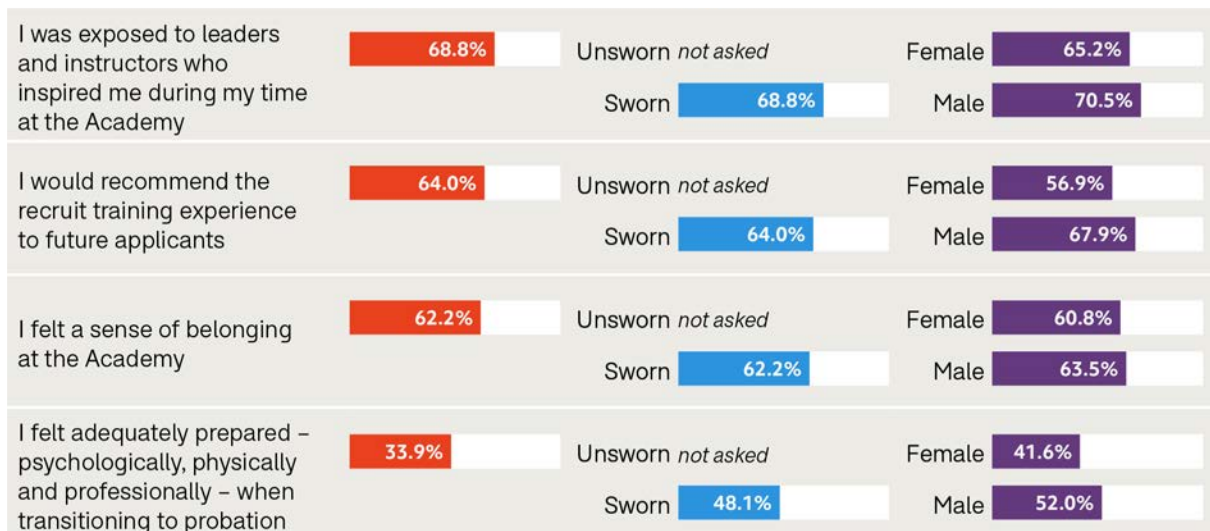 I was exposed to leaders
and instructors who
inspired me during my time
at the Academy
68.8%
Unsworn not asked
Sworn 68.8%
Female 65.2%
Male 70.5%
I would recommend the
recruit training experience
to future applicants
64.0%
Unsworn not asked
Sworn 64.0%
Female 56.9%
Male 67.9%
I felt a sense of belonging
at the Academy
62.2%
Unsworn not asked
Sworn 62.2%
Female 60.8%
Male 63.5%
I felt adequately prepared –
psychologically, physically
and professionally – when
transitioning to probation
33.9%
Unsworn not asked
Sworn 48.1%
Female 41.6%
Male 52.0%